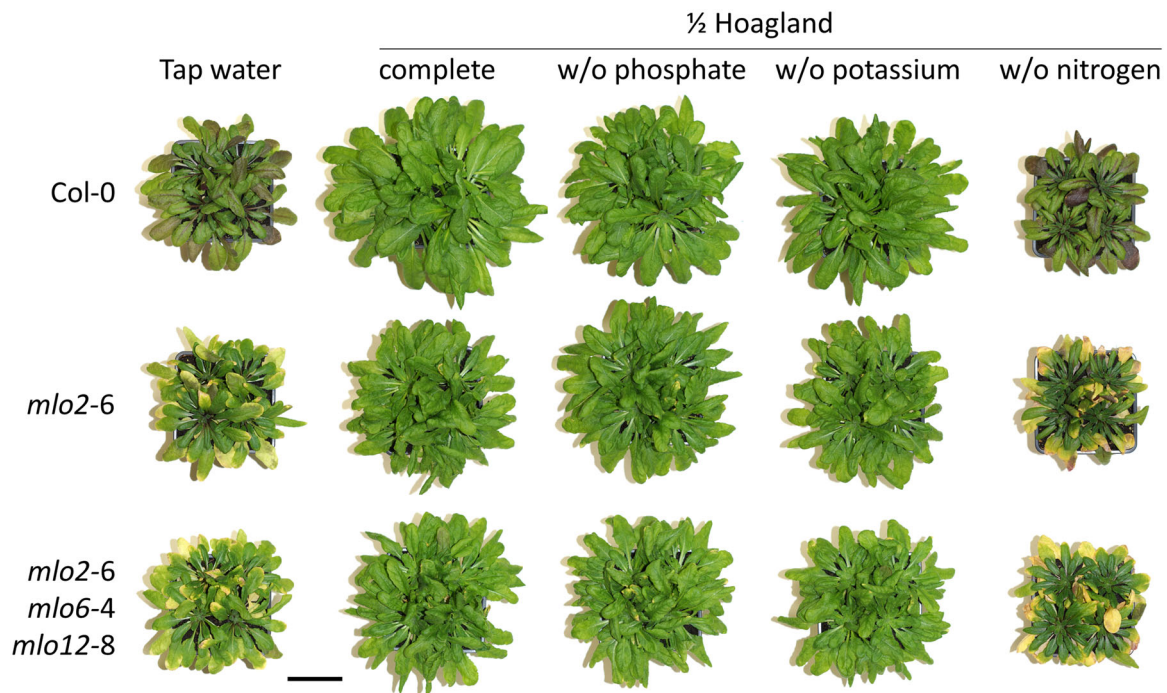 ½ Hoagland
Tap water complete w/o phosphate w/o potassium w/o nitrogen
Col-0
mlo2-6
mlo2-6
mlo6-4
mlo12-8